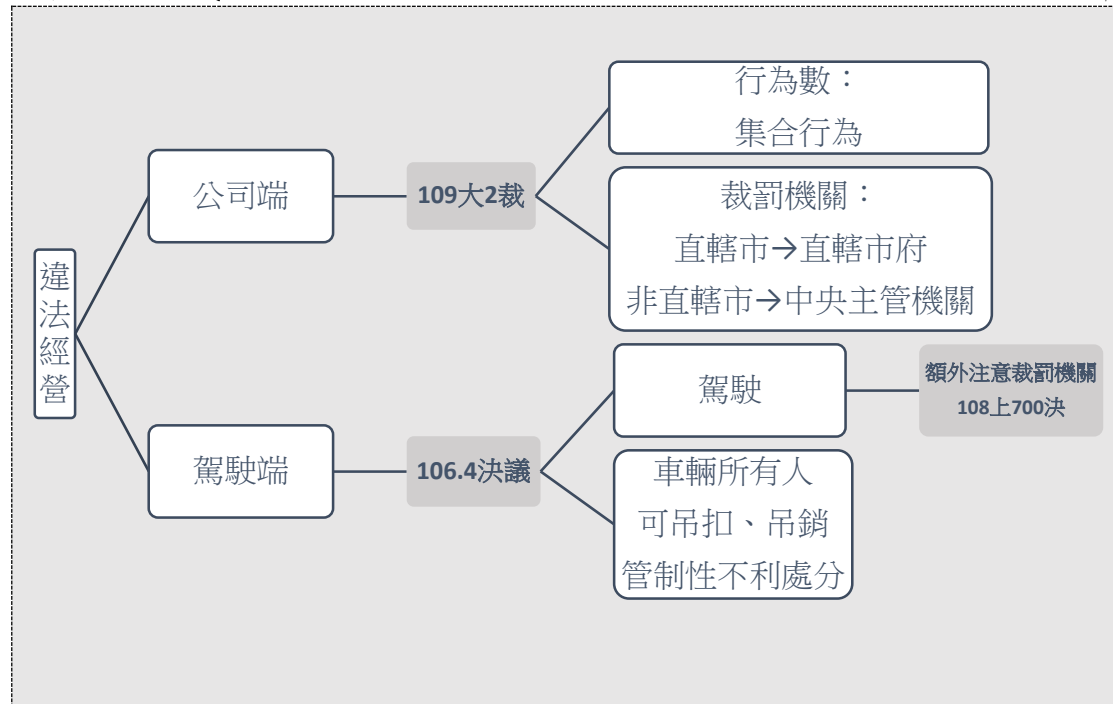 違法經營
公司端
109大2裁
行為數：
集合行為
裁罰機關：
直轄市→直轄市府
非直轄市→中央主管機關
駕駛端
106.4決議
駕駛
額外注意裁罰機關
108上700決
車輛所有人
可吊扣、吊銷
管制性不利處分